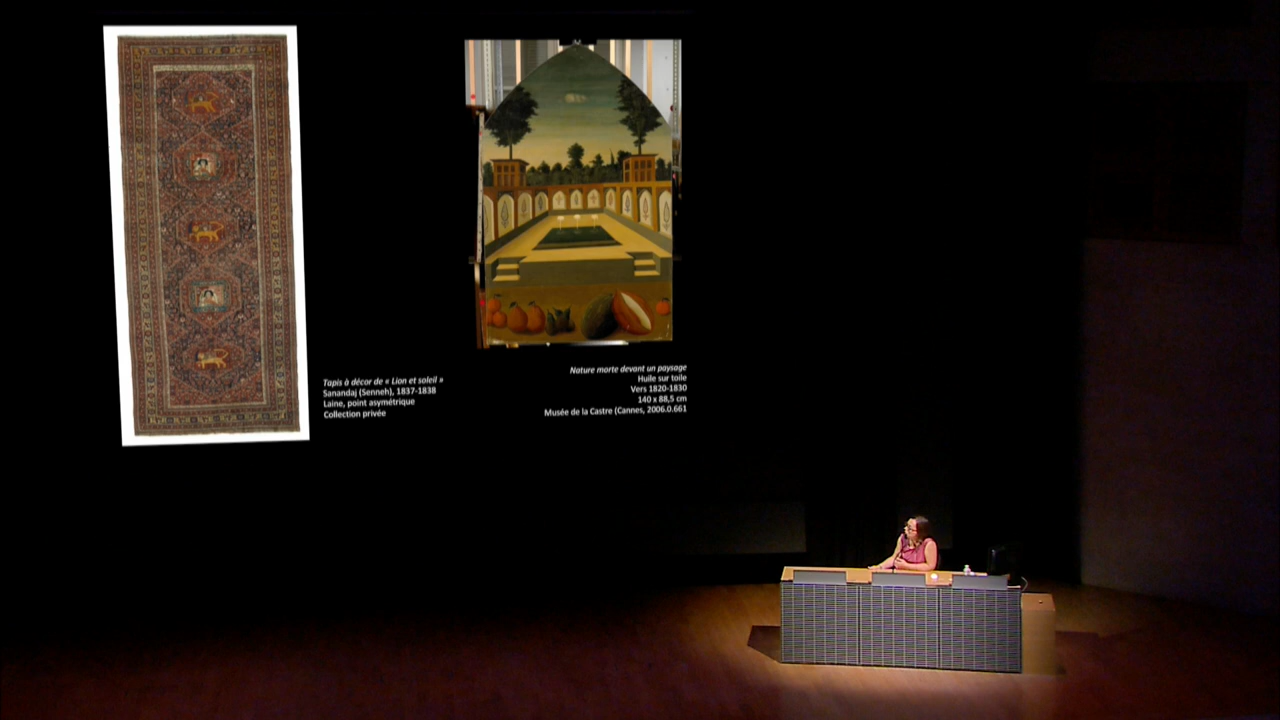 Tapis à décor de « Lion et soleil »
Sanandaj (Senneh), 1837-1838
Laine, point asymétrique
Collection privée
Nature morte devant un paysage
Huile sur toile
Vers 1820-1830
140 x 88,5 cm
Musée de la Castre (Cannes, 2006.0.661